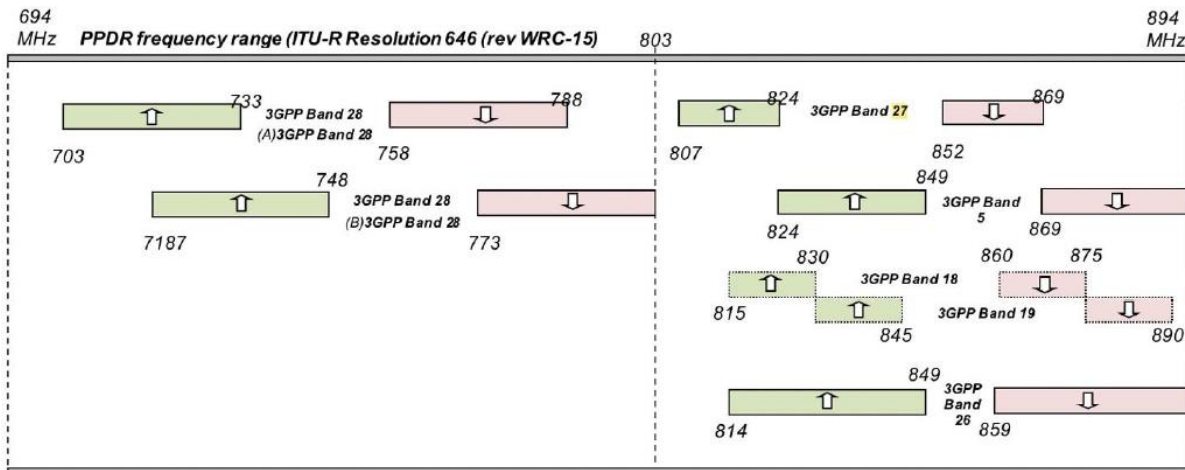 694
MHz
PPDR frequency range (ITU-R Resolution 646 (rev WRC-15)
803
894
MHz
733
3GPP Band 28
(A)3GPP Band 28
788
703
758
824
3GPP Band 27
869
807
852
748
3GPP Band 28
(B)3GPP Band 28
7187
773
849
3GPP Band
5
824
869
830
3GPP Band 18
860
875
815
845
3GPP Band 19
890
849
3GPP
Band
26
814
859